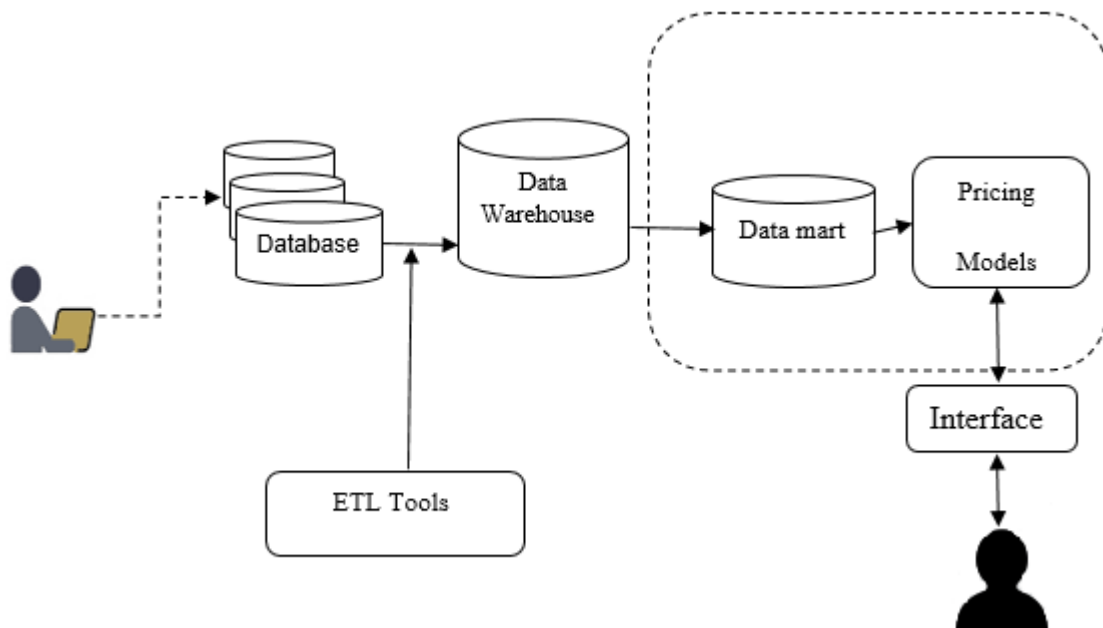 Data
Warehouse
Database
Data mart
Pricing
Models
Interface
ETL Tools